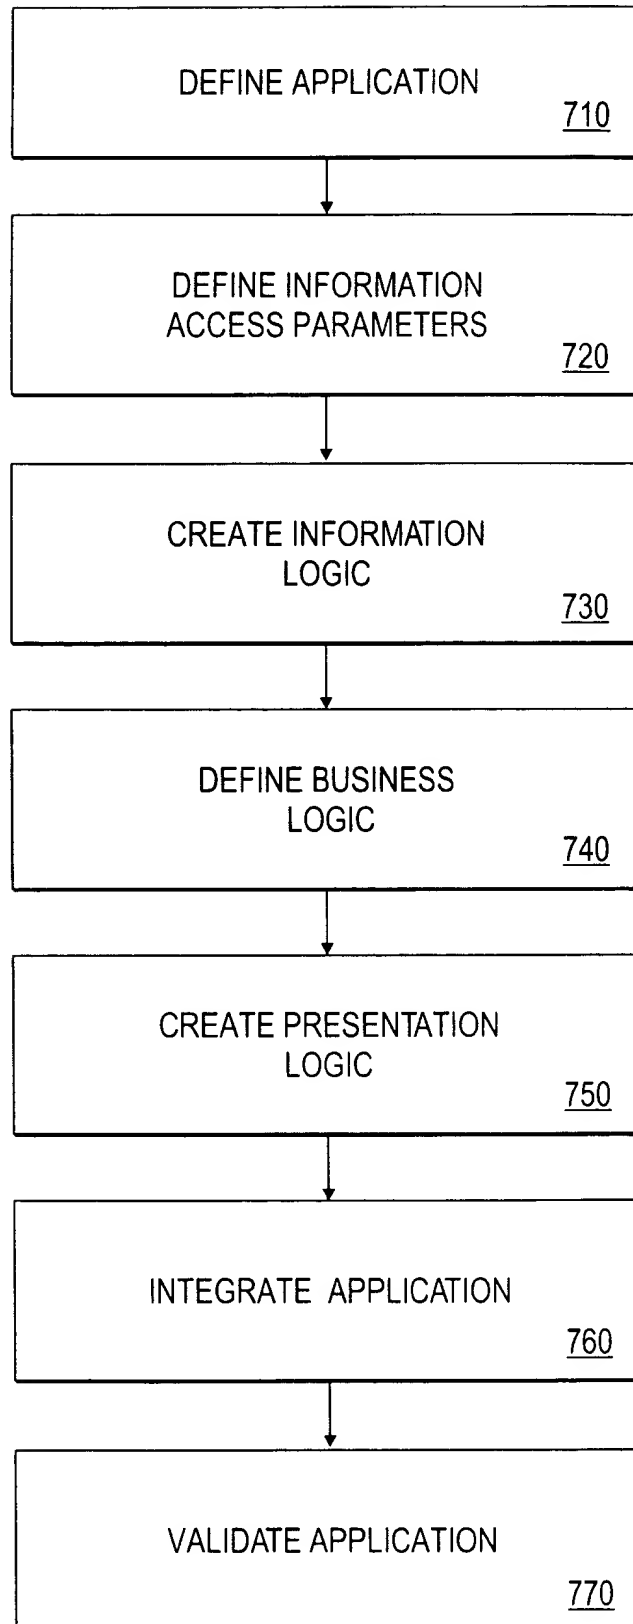 DEFINE APPLICATION
710
DEFINE INFORMATION
ACCESS PARAMETERS
720
CREATE INFORMATION
LOGIC
730
DEFINE BUSINESS
LOGIC
740
CREATE PRESENTATION
LOGIC
750
INTEGRATE APPLICATION
760
VALIDATE APPLICATION
770